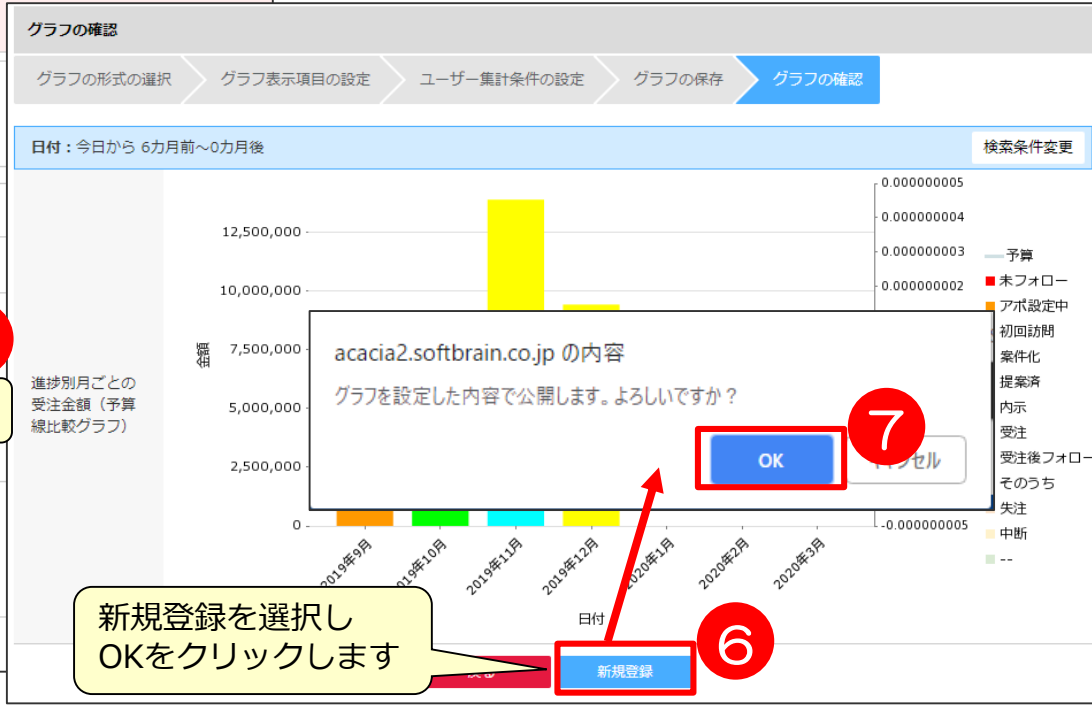 グラフの確認
グラフの形式の選択
グラフ表示項目の設定
ユーザー集計条件の設定
グラフの保存
グラフの確認
日付：今日から 6カ月前～0カ月後
検索条件変更
進捗別月ごとの
受注金額（予算
線比較グラフ）
金額
12,500,000
10,000,000
7,500,000
5,000,000
2,500,000
0
0.000000005
0.000000004
0.000000003
0.000000002
-0.000000005
予算
未フォロー
アポ設定中
初回訪問
案件化
提案済
内示
受注
受注後フォロー
そのうち
失注
中断
--
acacia2.softbrain.co.jp の内容
グラフを設定した内容で公開します。よろしいですか？
OK
7
2019年9月
2019年10月
2019年11月
2019年12月
2020年1月
2020年2月
2020年3月
日付
新規登録を選択し
OKをクリックします
新規登録
6